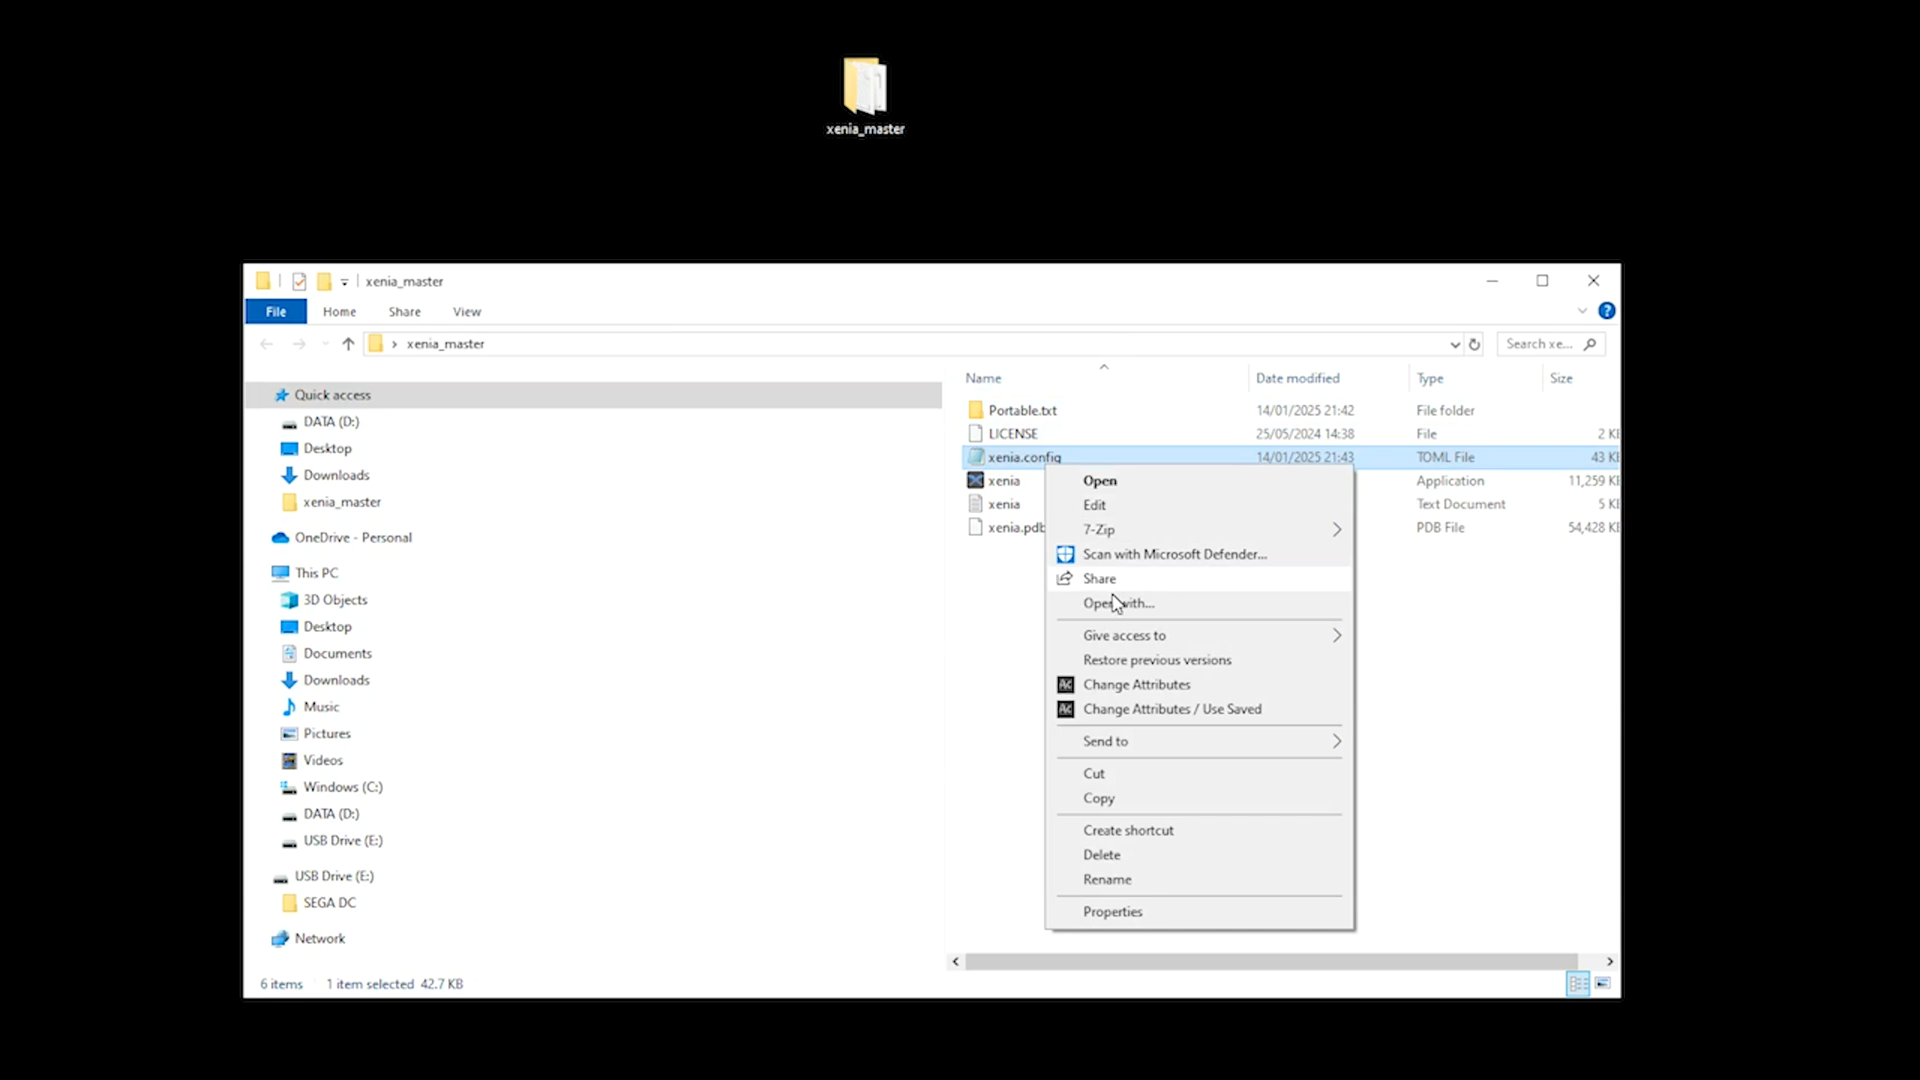 xenia_master
xenia_master
File Home Share View
xenia_master
Search xe...
Name Date modified Type Size
Quick access
DATA (D:)
Desktop
Downloads
xenia_master
OneDrive - Personal
This PC
3D Objects
Desktop
Documents
Downloads
Music
Pictures
Videos
Windows (C:)
DATA (D:)
USB Drive (E:)
USB Drive (E:)
SEGA DC
Network
Portable.txt 14/01/2025 21:42 File folder
LICENSE 25/05/2024 14:38 File 2 K
xenia.config 14/01/2025 21:43 TOML File 43 K
xenia Application 11,259 K
xenia Text Document 5 K
xenia.pdb PDB File 54,428 K
Open
Edit
7-Zip
Scan with Microsoft Defender...
Share
Open with...
Give access to
Restore previous versions
Change Attributes
Change Attributes / Use Saved
Send to
Cut
Copy
Create shortcut
Delete
Rename
Properties
6 items 1 item selected 42.7 KB